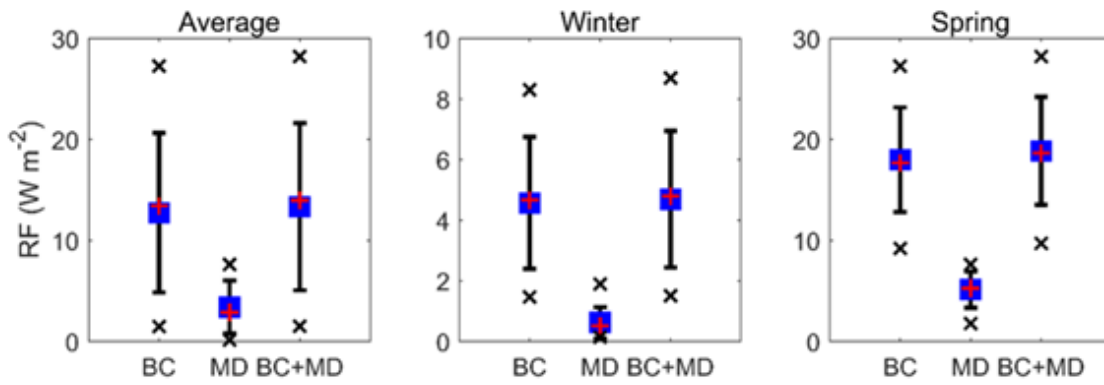 Average
RF (W m-2)
30
20
10
0
BC MD BC+MD
Winter
10
8
6
4
2
0
BC MD BC+MD
Spring
30
20
10
0
BC MD BC+MD